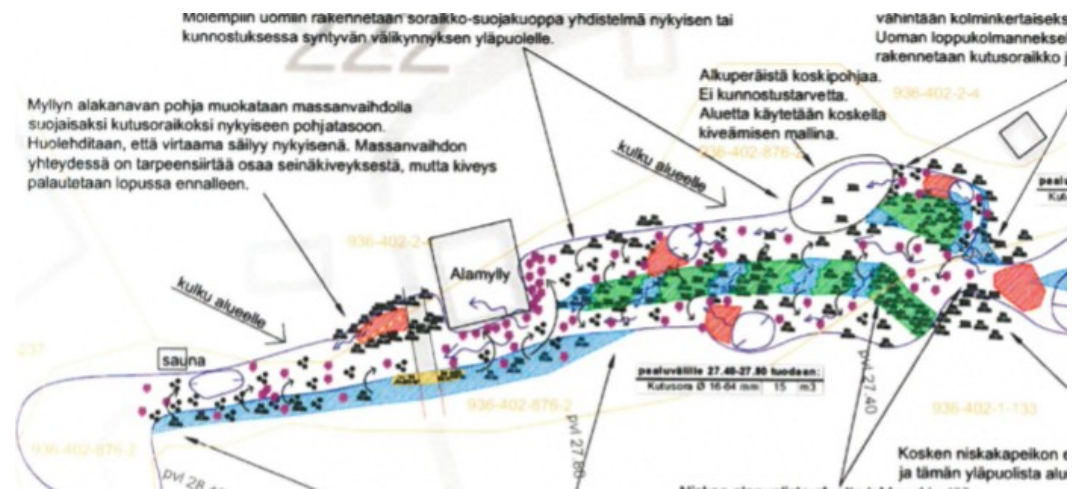 Molempiin uomiin rakennetaan soraikko-suojakuoppa yhdistelmä nykyisen tai
kunnostuksessa syntyvän välikynnyksen yläpuolelle.
222
vähintään kolminkertaiseks
Uoman loppukolmanneksel
rakennetaan kutusoraikko j
Alkuperäistä koskipohjaa.
Ei kunnostustarvetta.
Aluetta käytetään koskella
kiveämisen mallina.
936-402-2-4
936-402-876-2
Myllyn alakanavan pohja muokataan massanvaihdolla
suojaisaksi kutusoraikoksi nykyiseen pohjatasoon.
Huolehditaan, että virtaama säilyy nykyisenä. Massanvaihdon
yhteydessä on tarpeensiirtää osaa seinäkiveyksestä, mutta kiveys
palautetaan lopussa ennalleen.
kulku alueelle
936-402-2-
Alamylly
kulku alueelle
237
sauna
paaluvälille 27.40-27.80 tuodaan:
Kutusora Ø 16-64 mm 15 m3
936-402-876-2
pvl 27.40
936-402-1-133
936-402-876-2
pvl 27.80
pvl 28.
Kosken niskakapeikon e
ja tämän yläpuolista alu